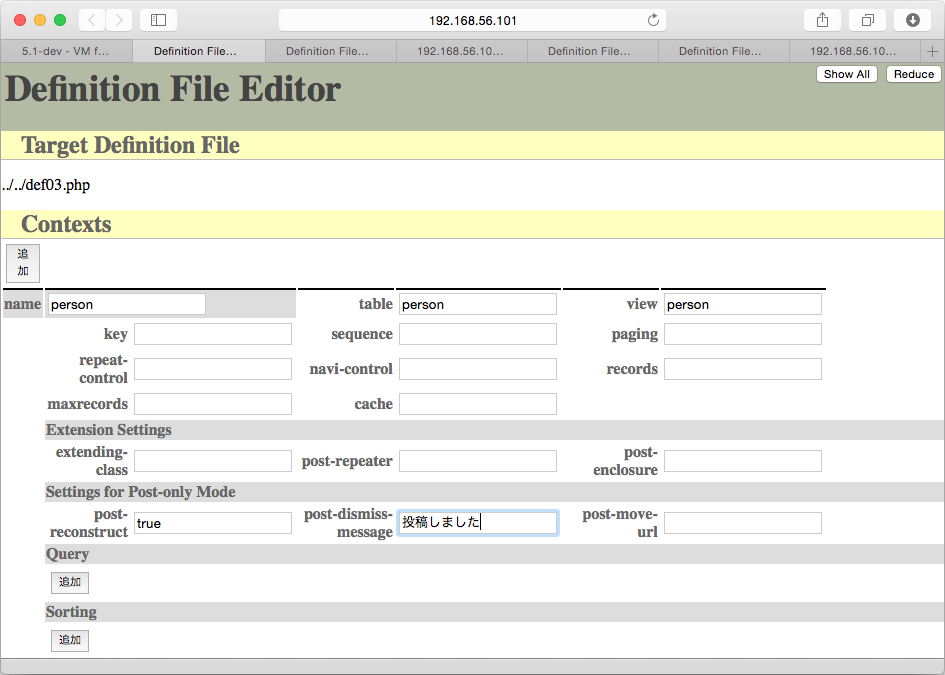 192.168.56.101
5.1-dev - VM f... Definition File... Definition File... 192.168.56.10... Definition File... Definition File... 192.168.56.10...
Show All Reduce
Definition File Editor
Target Definition File
../../def03.php
Contexts
追
加
name person table person view person
key sequence paging
repeat-
control navi-control records
maxrecords cache
Extension Settings
extending-
class post-repeater post-
enclosure
Settings for Post-only Mode
post-
reconstruct true post-dismiss-
message 投稿しました post-move-
url
Query
追加
Sorting
追加